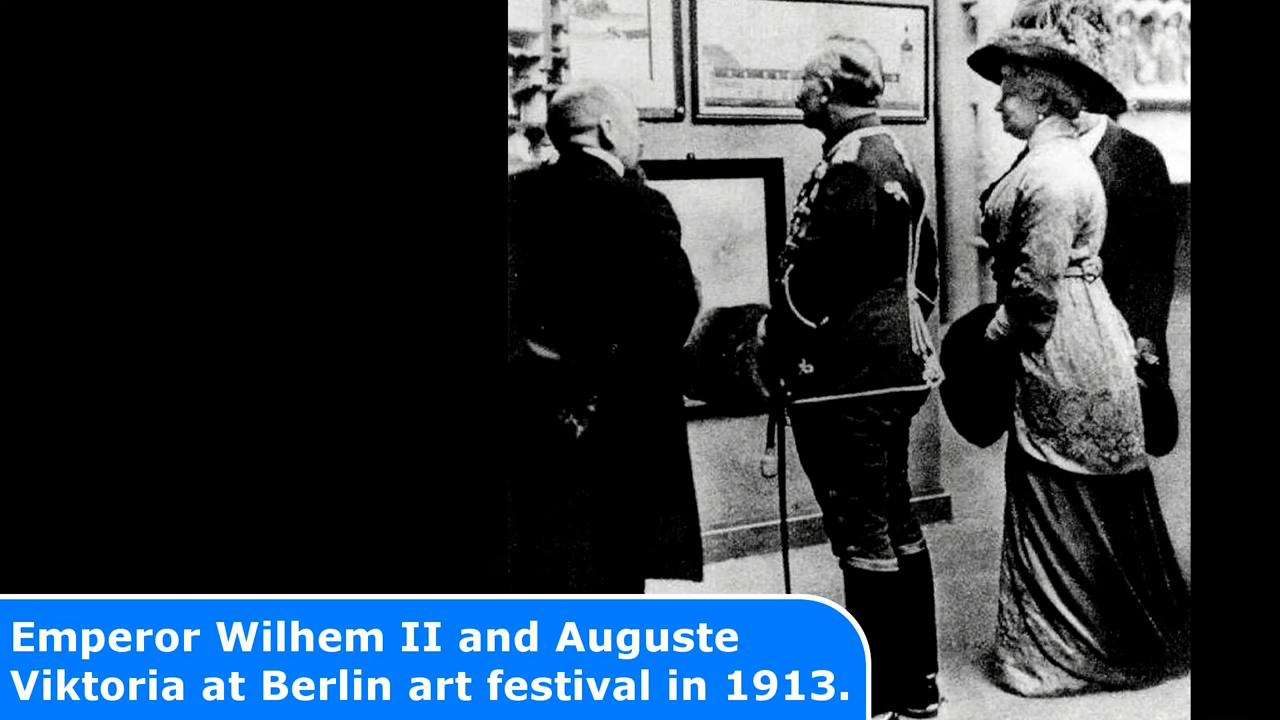 Emperor Wilhem II and Auguste
Viktoria at Berlin art festival in 1913.